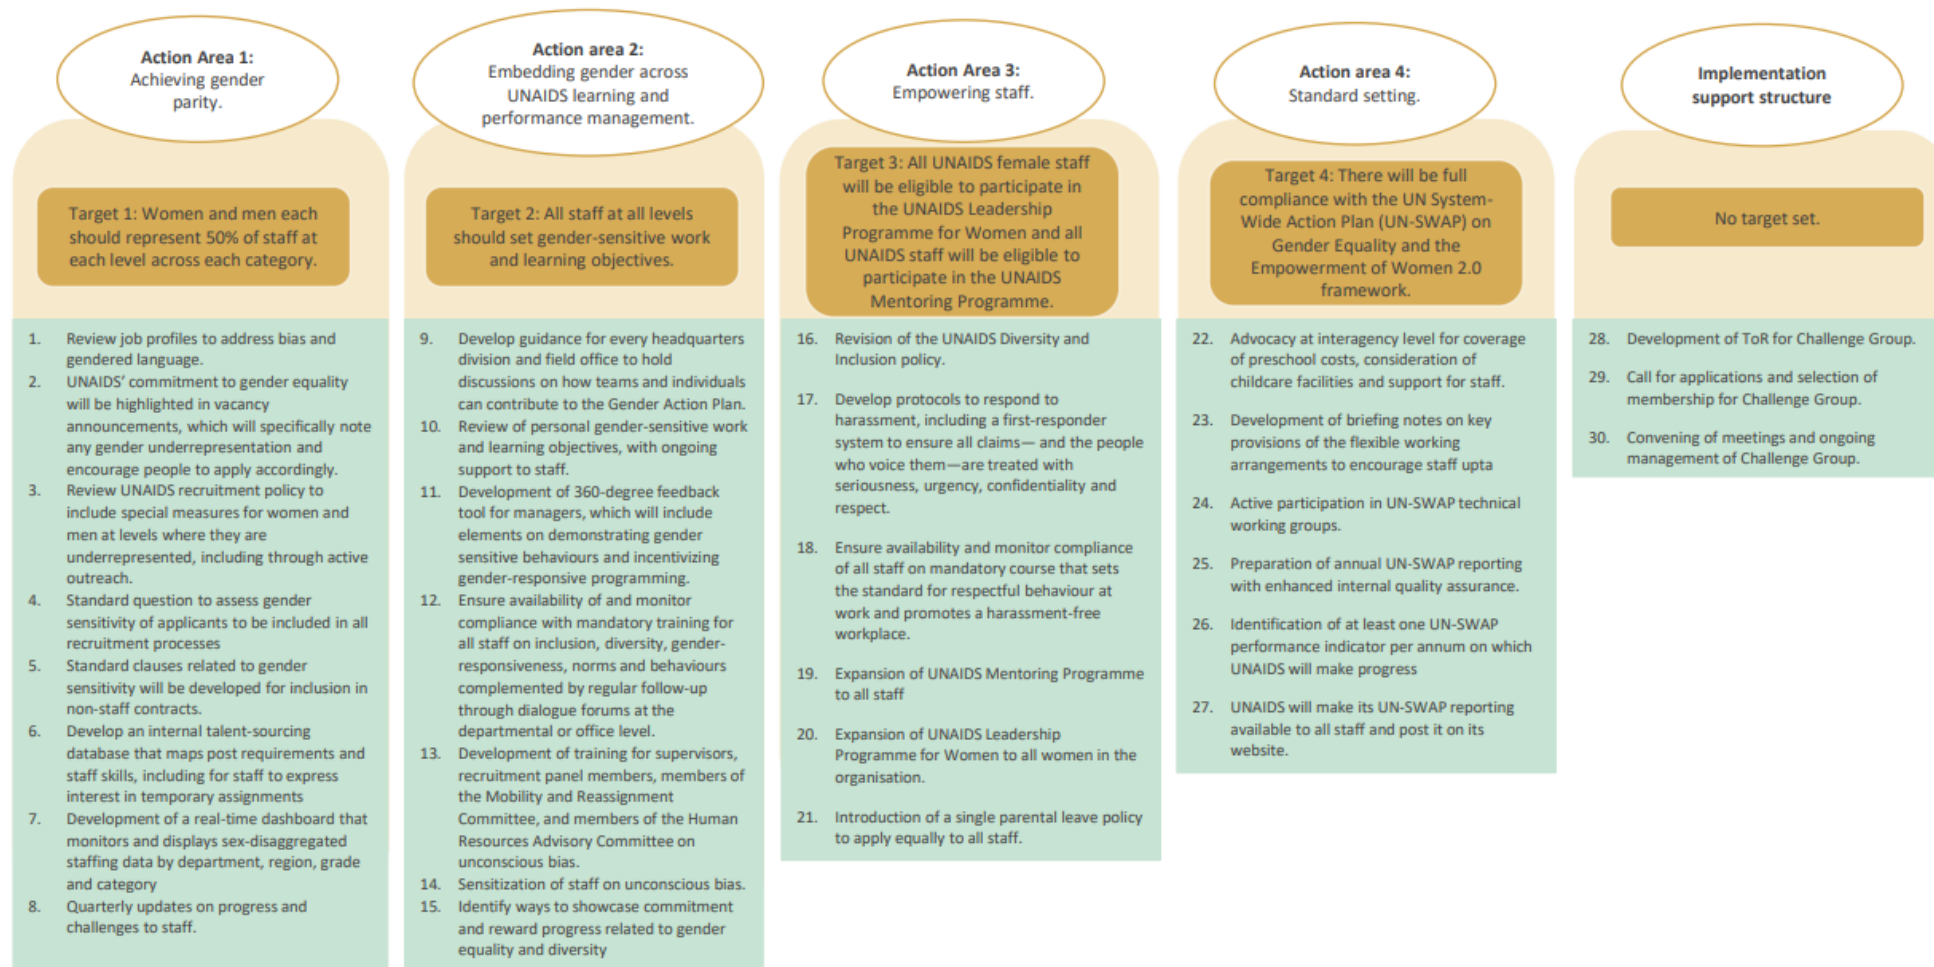 Action Area 1:
Achieving gender
parity.
Target 1: Women and men each
should represent 50% of staff at
each level across each category.
1. Review job profiles to address bias and
gendered language.
2. UNAIDS’ commitment to gender equality
will be highlighted in vacancy
announcements, which will specifically note
any gender underrepresentation and
encourage people to apply accordingly.
3. Review UNAIDS recruitment policy to
include special measures for women and
men at levels where they are
underrepresented, including through active
outreach.
4. Standard question to assess gender
sensitivity of applicants to be included in all
recruitment processes
5. Standard clauses related to gender
sensitivity will be developed for inclusion in
non-staff contracts.
6. Develop an internal talent-sourcing
database that maps post requirements and
staff skills, including for staff to express
interest in temporary assignments
7. Development of a real-time dashboard that
monitors and displays sex-disaggregated
staffing data by department, region, grade
and category
8. Quarterly updates on progress and
challenges to staff.
Action area 2:
Embedding gender across
UNAIDS learning and
performance management.
Target 2: All staff at all levels
should set gender-sensitive work
and learning objectives.
9. Develop guidance for every headquarters
division and field office to hold
discussions on how teams and individuals
can contribute to the Gender Action Plan.
10. Review of personal gender-sensitive work
and learning objectives, with ongoing
support to staff.
11. Development of 360-degree feedback
tool for managers, which will include
elements on demonstrating gender
sensitive behaviours and incentivizing
gender-responsive programming.
12. Ensure availability of and monitor
compliance with mandatory training for
all staff on inclusion, diversity, gender-
responsiveness, norms and behaviours
complemented by regular follow-up
through dialogue forums at the
departmental or office level.
13. Development of training for supervisors,
recruitment panel members, members of
the Mobility and Reassignment
Committee, and members of the Human
Resources Advisory Committee on
unconscious bias.
14. Sensitization of staff on unconscious bias.
15. Identify ways to showcase commitment
and reward progress related to gender
equality and diversity
Action Area 3:
Empowering staff.
Target 3: All UNAIDS female staff
will be eligible to participate in
the UNAIDS Leadership
Programme for Women and all
UNAIDS staff will be eligible to
participate in the UNAIDS
Mentoring Programme.
16. Revision of the UNAIDS Diversity and
Inclusion policy.
17. Develop protocols to respond to
harassment, including a first-responder
system to ensure all claims— and the people
who voice them—are treated with
seriousness, urgency, confidentiality and
respect.
18. Ensure availability and monitor compliance
of all staff on mandatory course that sets
the standard for respectful behaviour at
work and promotes a harassment-free
workplace.
19. Expansion of UNAIDS Mentoring Programme
to all staff
20. Expansion of UNAIDS Leadership
Programme for Women to all women in the
organisation.
21. Introduction of a single parental leave policy
to apply equally to all staff.
Action area 4:
Standard setting.
Target 4: There will be full
compliance with the UN System-
Wide Action Plan (UN-SWAP) on
Gender Equality and the
Empowerment of Women 2.0
framework.
22. Advocacy at interagency level for coverage
of preschool costs, consideration of
childcare facilities and support for staff.
23. Development of briefing notes on key
provisions of the flexible working
arrangements to encourage staff upta
24. Active participation in UN-SWAP technical
working groups.
25. Preparation of annual UN-SWAP reporting
with enhanced internal quality assurance.
26. Identification of at least one UN-SWAP
performance indicator per annum on which
UNAIDS will make progress
27. UNAIDS will make its UN-SWAP reporting
available to all staff and post it on its
website.
Implementation
support structure
No target set.
28. Development of ToR for Challenge Group.
29. Call for applications and selection of
membership for Challenge Group.
30. Convening of meetings and ongoing
management of Challenge Group.